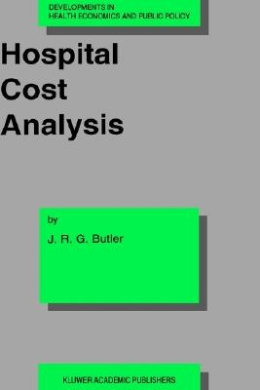 DEVELOPMENTS IN
HEALTH ECONOMICS AND PUBLIC POLICY
Hospital
Cost
Analysis
by
J. R. G. Butler
KLUWER ACADEMIC PUBLISHERS